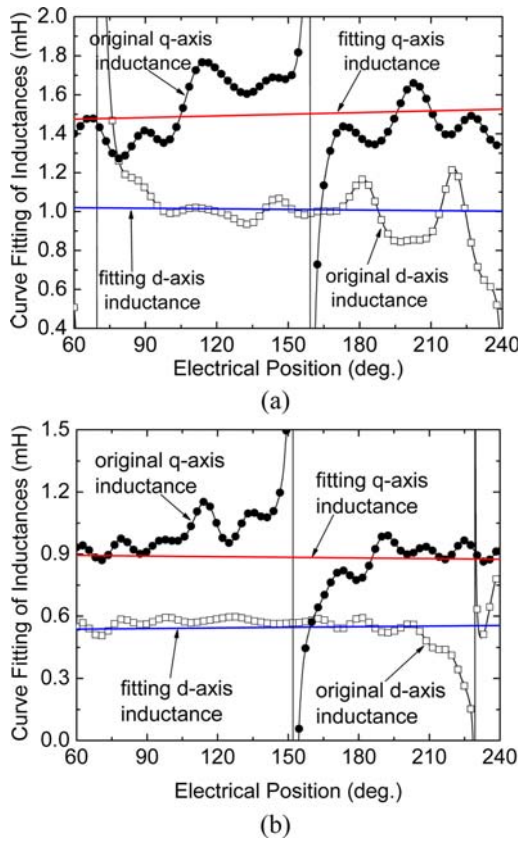 (a)
Curve Fitting of Inductances (mH)
1.8
1.6
1.4
1.2
1.0
0.8
0.6
0.4
original q-axis
inductance
fitting q-axis
inductance
fitting d-axis
inductance
original d-axis
inductance
60 90 120 150 180 210 240
Electrical Position (deg.)
(a)
Curve Fitting of Inductances (mH)
1.5
1.2
0.9
0.6
0.3
0.0
original q-axis
inductance
fitting q-axis
inductance
fitting d-axis
inductance
original d-axis
inductance
60 90 120 150 180 210 240
Electrical Position (deg.)
(b)